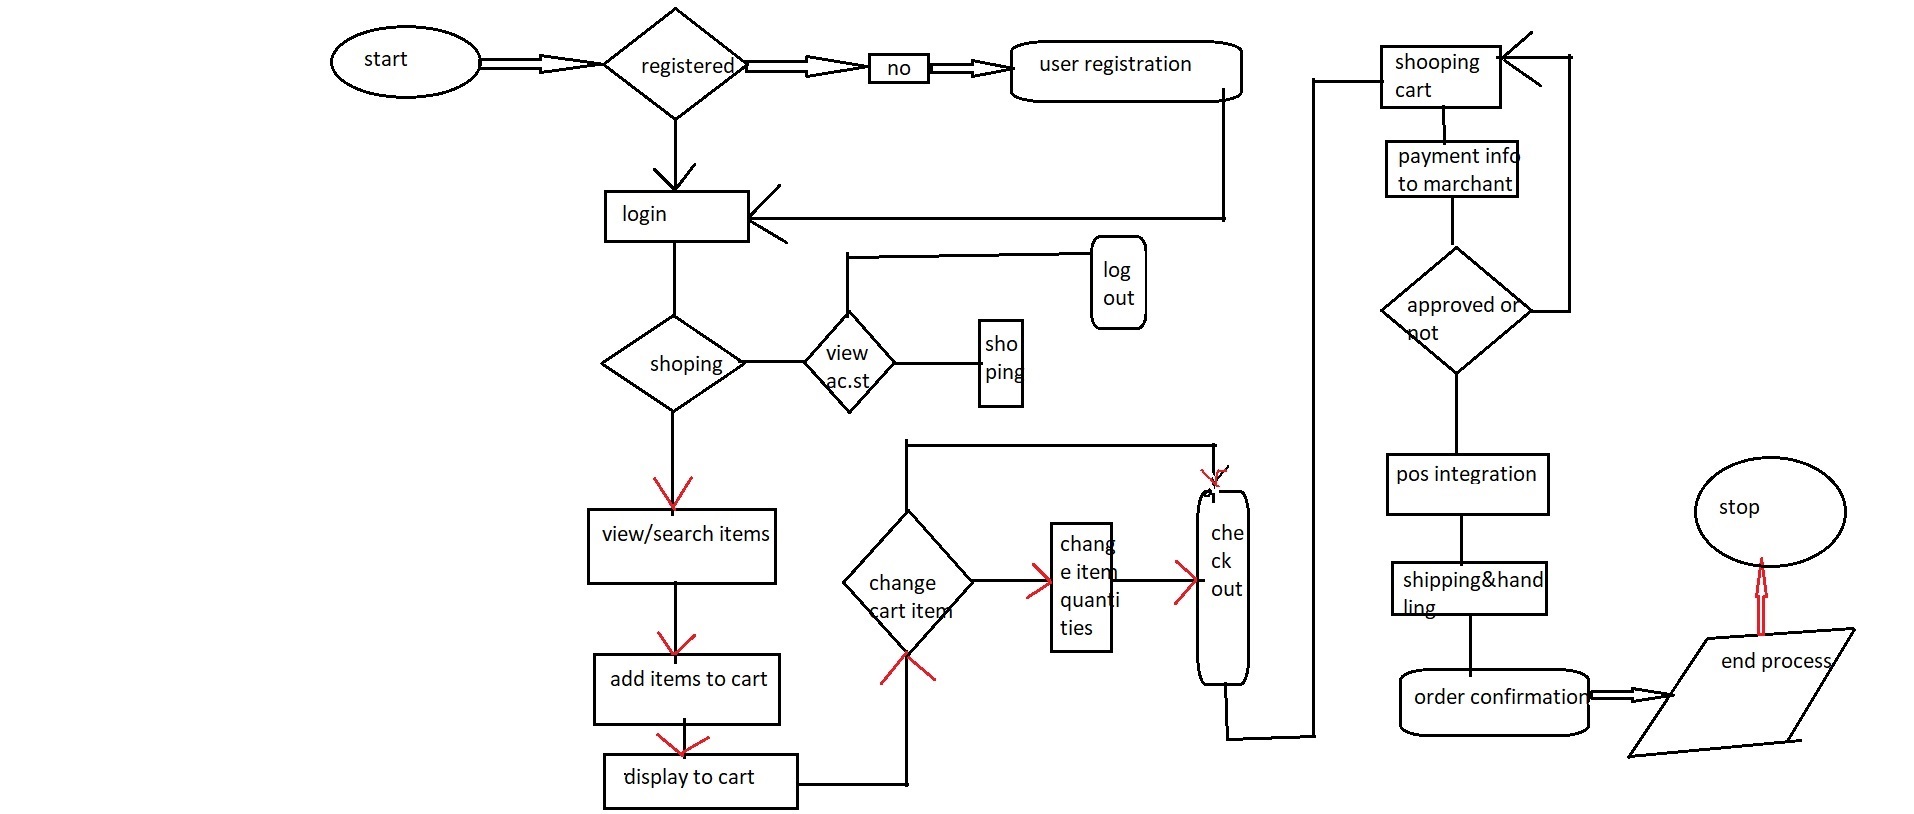 start
registered
no
user registration
login
log
out
shoping
view
ac.st
sho
ping
view/search items
add items to cart
display to cart
change
cart item
chang
e item
quanti
ties
che
ck
out
shooping
cart
payment info
to marchant
approved or
not
pos integration
shipping&hand
ling
order confirmation
end process
stop